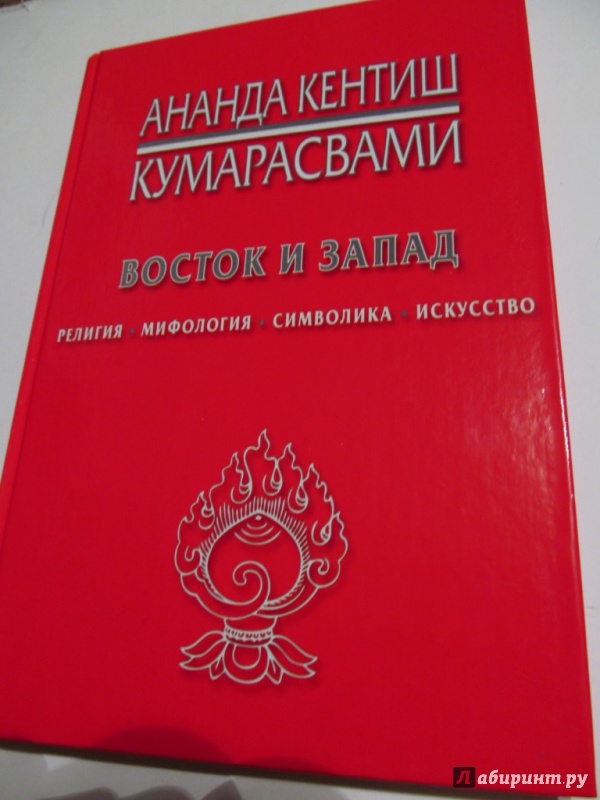 АНАНДА КЕНТИШ
КУМАРАСВАМИ
ВОСТОК И ЗАПАД
РЕЛИГИЯ · МИФОЛОГИЯ · СИМВОЛИКА · ИСКУССТВО
Лабиринт.ру